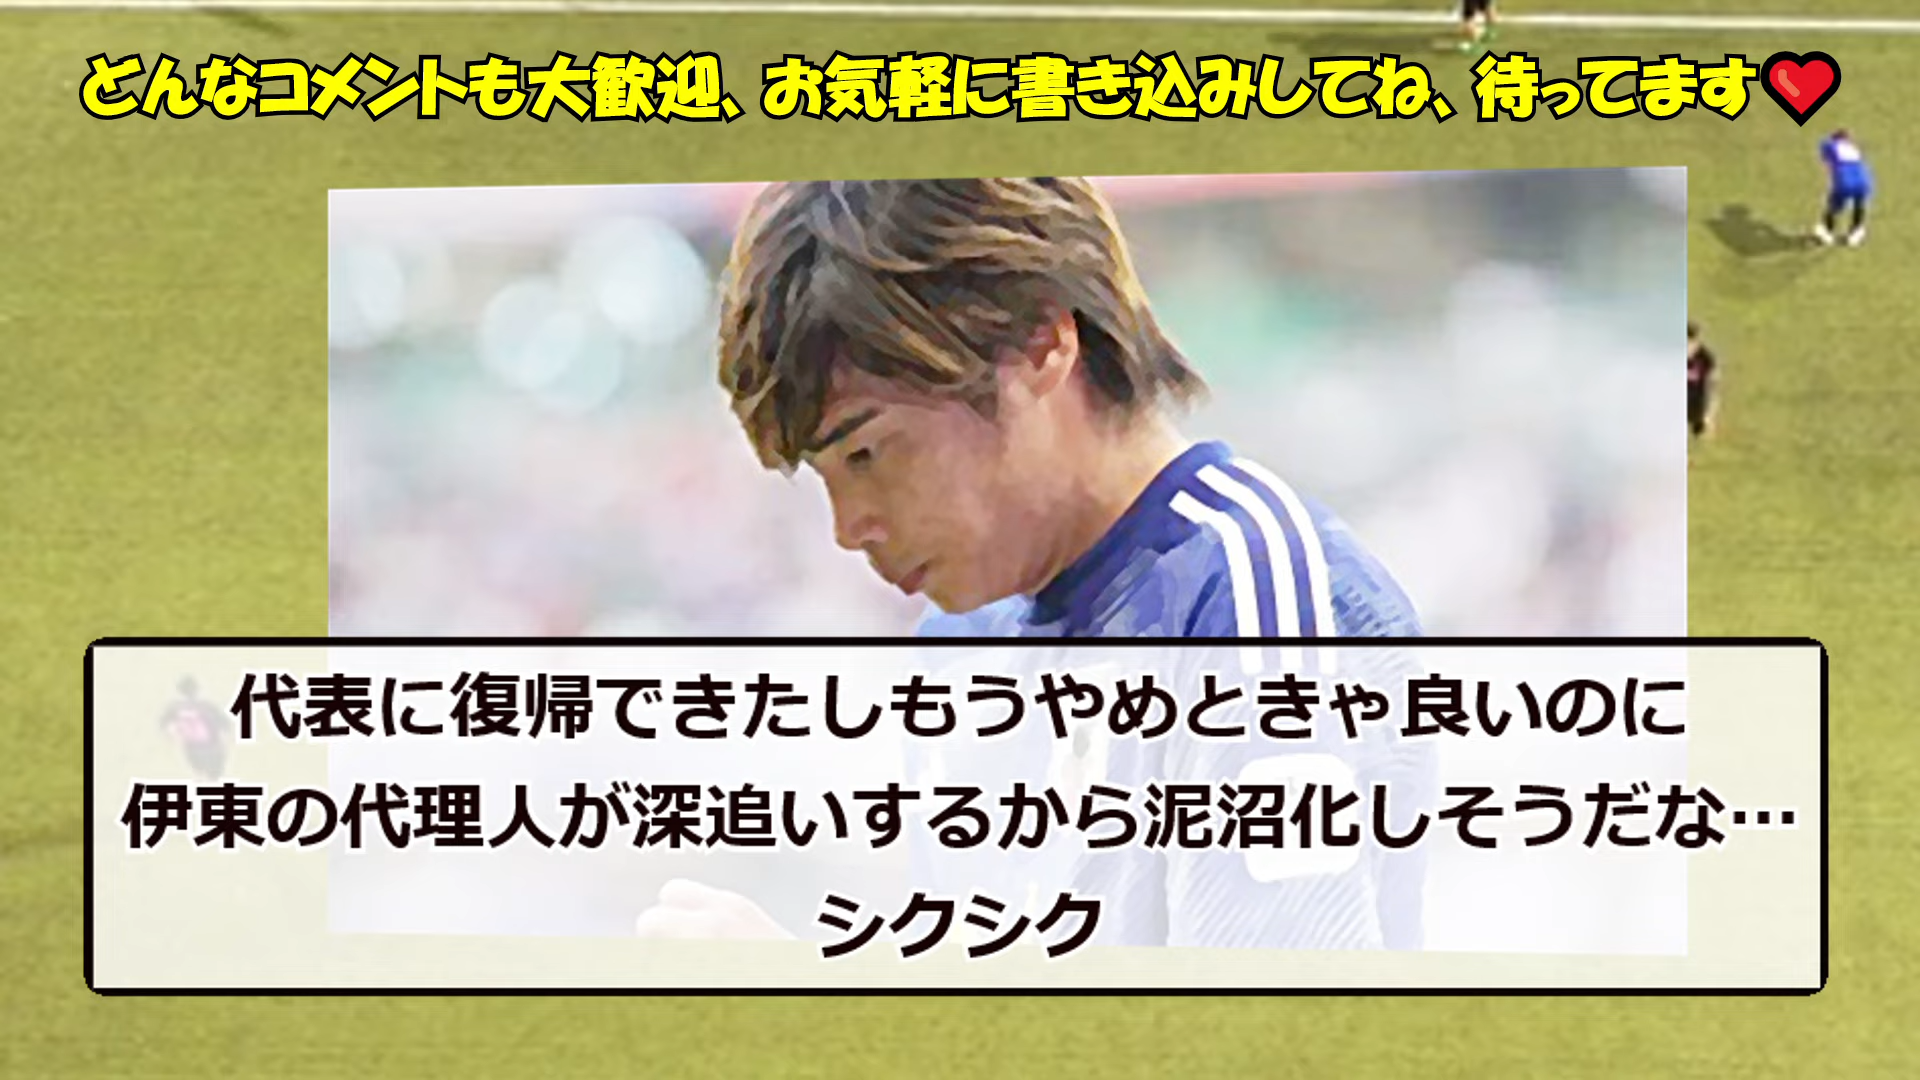 どんなコメントも大歓迎、お気軽に書き込みしてね、待ってます❤
代表に復帰できたしもうやめときゃ良いのに
伊東の代理人が深追いするから泥沼化しそうだな…
シクシク